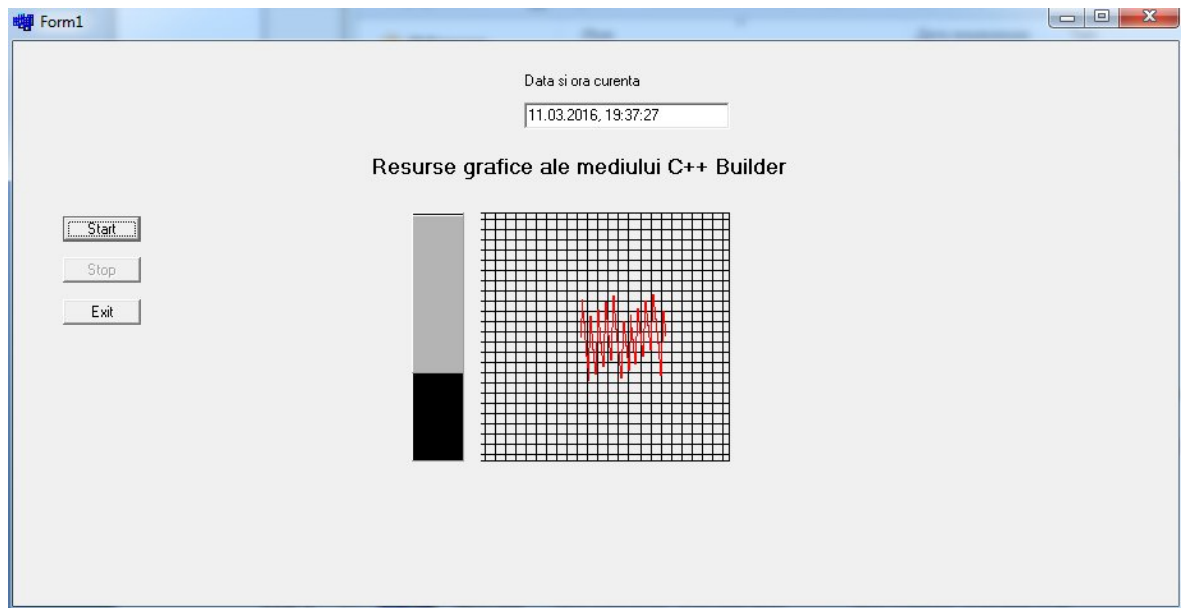 Form1
Data si ora curenta
11.03.2016, 19:37:27
Resurse grafice ale mediului C++ Builder
Start
Stop
Exit